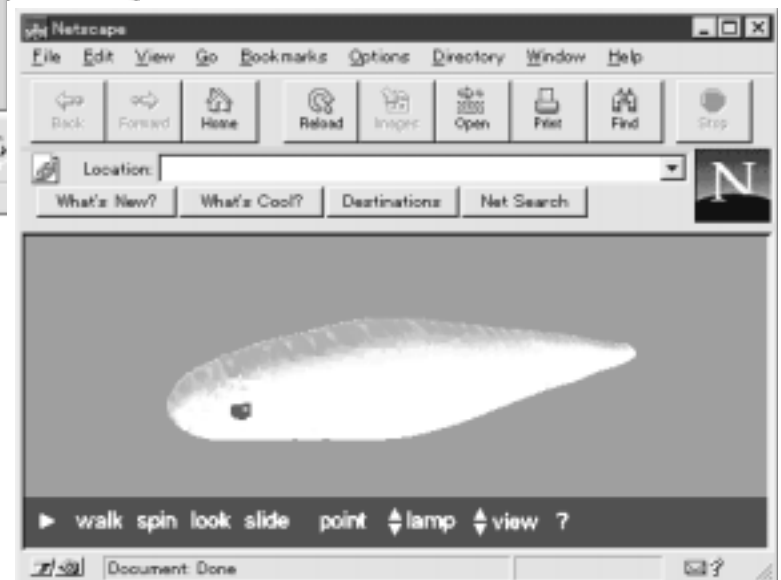 Netscape
File Edit View Go Bookmarks Options Directory Window Help
Back Forward Home Reload Images Open Print Find Stop
Location:
N
What's New? What's Cool? Destinations Net Search
walk spin look slide point lamp view ?
Document: Done